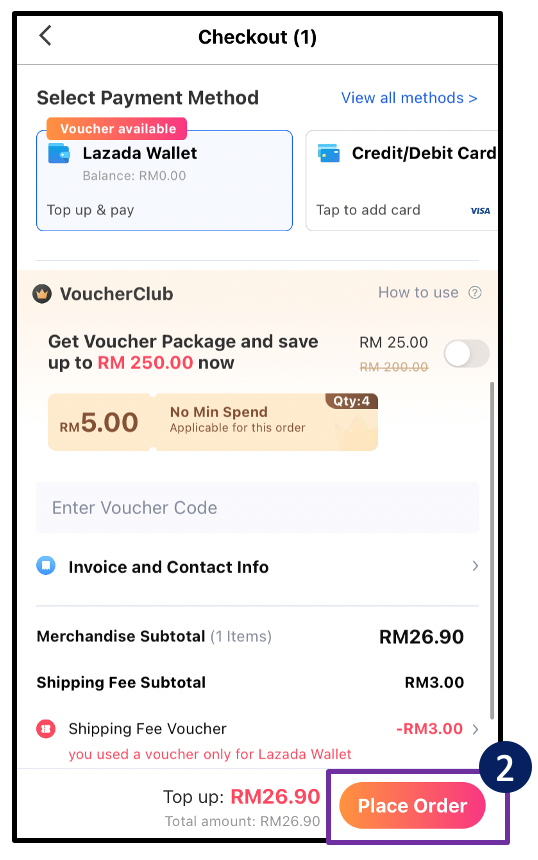 Checkout (1)
Select Payment Method
View all methods >
Voucher available
Lazada Wallet
Balance: RM0.00
Top up & pay
Credit/Debit Card
Tap to add card
VISA
VoucherClub
How to use ?
Get Voucher Package and save
up to RM 250.00 now
RM 25.00
RM 200.00
RM5.00
No Min Spend
Applicable for this order
Qty:4
Enter Voucher Code
Invoice and Contact Info
Merchandise Subtotal (1 Items)
RM26.90
Shipping Fee Subtotal
RM3.00
Shipping Fee Voucher
-RM3.00
you used a voucher only for Lazada Wallet
2
Top up: RM26.90
Total amount: RM26.90
Place Order